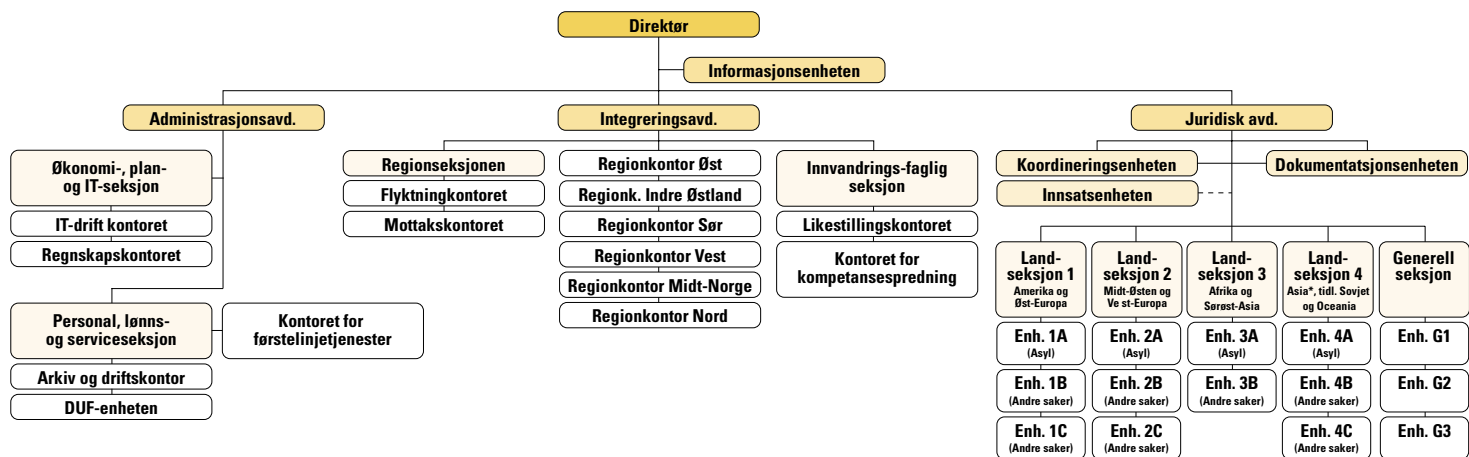 Direktør
Informasjonsenheten
Administrasjonsavd.
Økonomi-, plan-
og IT-seksjon
IT-drift kontoret
Regnskapskontoret
Personal, lønns-
og serviceseksjon
Kontoret for
førstelinjetjenester
Arkiv og driftskontor
DUF-enheten
Integreringsavd.
Regionseksjonen
Flyktningkontoret
Mottakskontoret
Regionkontor Øst
Regionk. Indre Østland
Regionkontor Sør
Regionkontor Vest
Regionkontor Midt-Norge
Regionkontor Nord
Innvandrings-faglig
seksjon
Likestillingskontoret
Kontoret for
kompetansespredning
Juridisk avd.
Koordineringsenheten
Dokumentatsjonsenheten
Innsatsenheten
Land-
seksjon 1
Amerika og
Øst-Europa
Enh. 1A
(Asyl)
Enh. 1B
(Andre saker)
Enh. 1C
(Andre saker)
Land-
seksjon 2
Midt-Østen og
Ve st-Europa
Enh. 2A
(Asyl)
Enh. 2B
(Andre saker)
Enh. 2C
(Andre saker)
Land-
seksjon 3
Afrika og
Sørøst-Asia
Enh. 3A
(Asyl)
Enh. 3B
(Andre saker)
Land-
seksjon 4
Asia*, tidl. Sovjet
og Oceania
Enh. 4A
(Asyl)
Enh. 4B
(Andre saker)
Enh. 4C
(Andre saker)
Generell
seksjon
Enh. G1
Enh. G2
Enh. G3